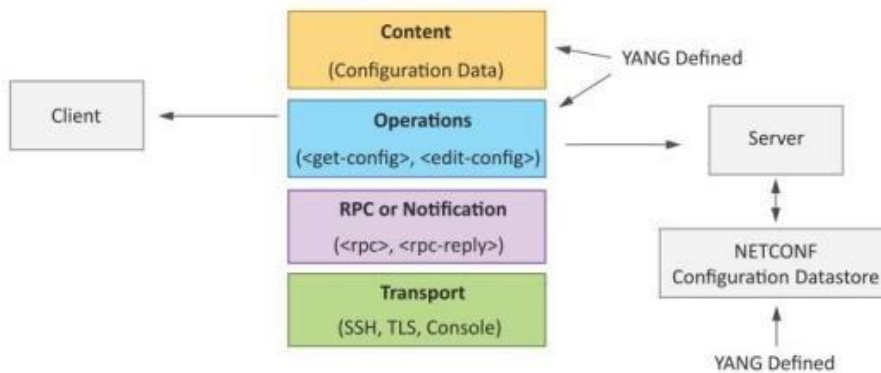 Content
(Configuration Data)
YANG Defined
Client
Operations
(<get-config>, <edit-config>)
Server
RPC or Notification
(<rpc>, <rpc-reply>)
NETCONF
Configuration Datastore
Transport
(SSH, TLS, Console)
YANG Defined